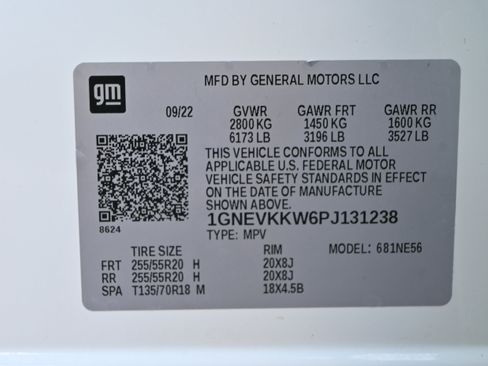 gm
MFD BY GENERAL MOTORS LLC
09/22 GVWR GAWR FRT GAWR RR
2800 KG 1450 KG 1600 KG
6173 LB 3196 LB 3527 LB
THIS VEHICLE CONFORMS TO ALL
APPLICABLE U.S. FEDERAL MOTOR
VEHICLE SAFETY STANDARDS IN EFFECT
ON THE DATE OF MANUFACTURE
SHOWN ABOVE.
8624
1GNEVKKW6PJ131238
TYPE: MPV
TIRE SIZE RIM MODEL: 681NE56
FRT 255/55R20 H 20X8J
RR 255/55R20 H 20X8J
SPA T135/70R18 M 18X4.5B